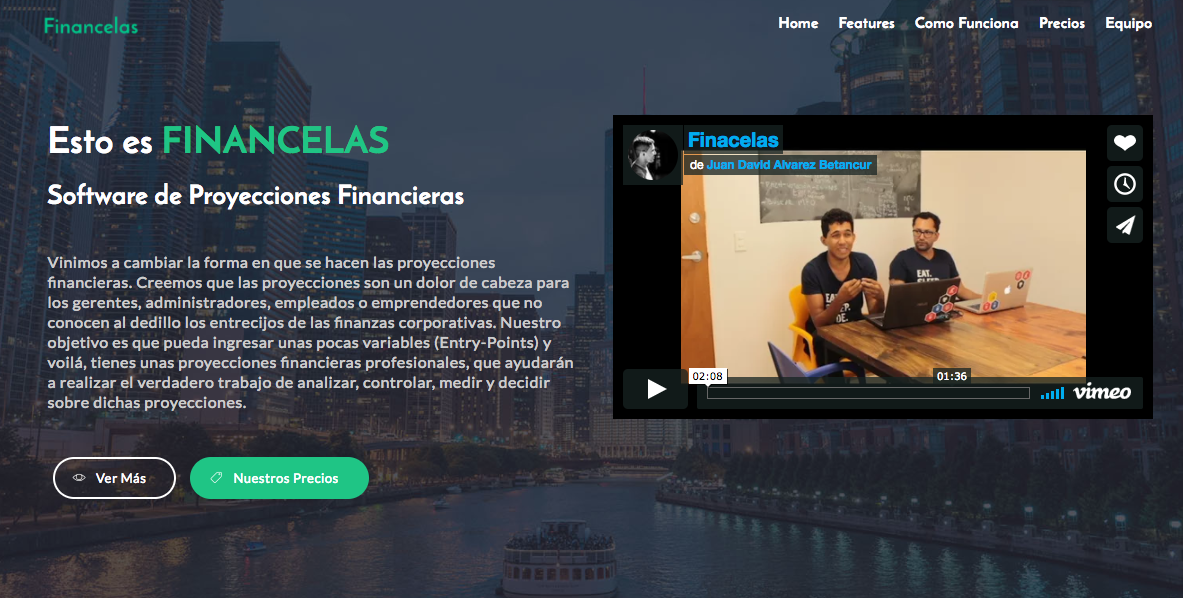 Financelas
Home Features Como Funciona Precios Equipo
Esto es FINANCELAS
Software de Proyecciones Financieras
Vinimos a cambiar la forma en que se hacen las proyecciones
financieras. Creemos que las proyecciones son un dolor de cabeza para
los gerentes, administradores, empleados o emprendedores que no
conocen al dedillo los entrecijos de las finanzas corporativas. Nuestro
objetivo es que pueda ingresar unas pocas variables (Entry-Points) y
voilá, tienes unas proyecciones financieras profesionales, que ayudarán
a realizar el verdadero trabajo de analizar, controlar, medir y decidir
sobre dichas proyecciones.
Ver Más
Nuestros Precios
Finacelas
de Juan David Alvarez Betancur
EAT.
EAT.
02:08
01:36
vimeo